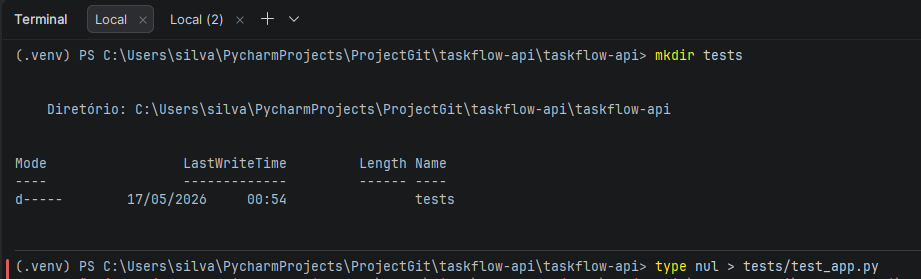 Terminal Local × Local (2) × + ∨
(.venv) PS C:\Users\silva\PycharmProjects\ProjectGit\taskflow-api\taskflow-api> mkdir tests
Diretório: C:\Users\silva\PycharmProjects\ProjectGit\taskflow-api\taskflow-api
Mode LastWriteTime Length Name
---- ------------- ------ ----
d----- 17/05/2026 00:54 tests
(.venv) PS C:\Users\silva\PycharmProjects\ProjectGit\taskflow-api\taskflow-api> type nul > tests/test_app.py